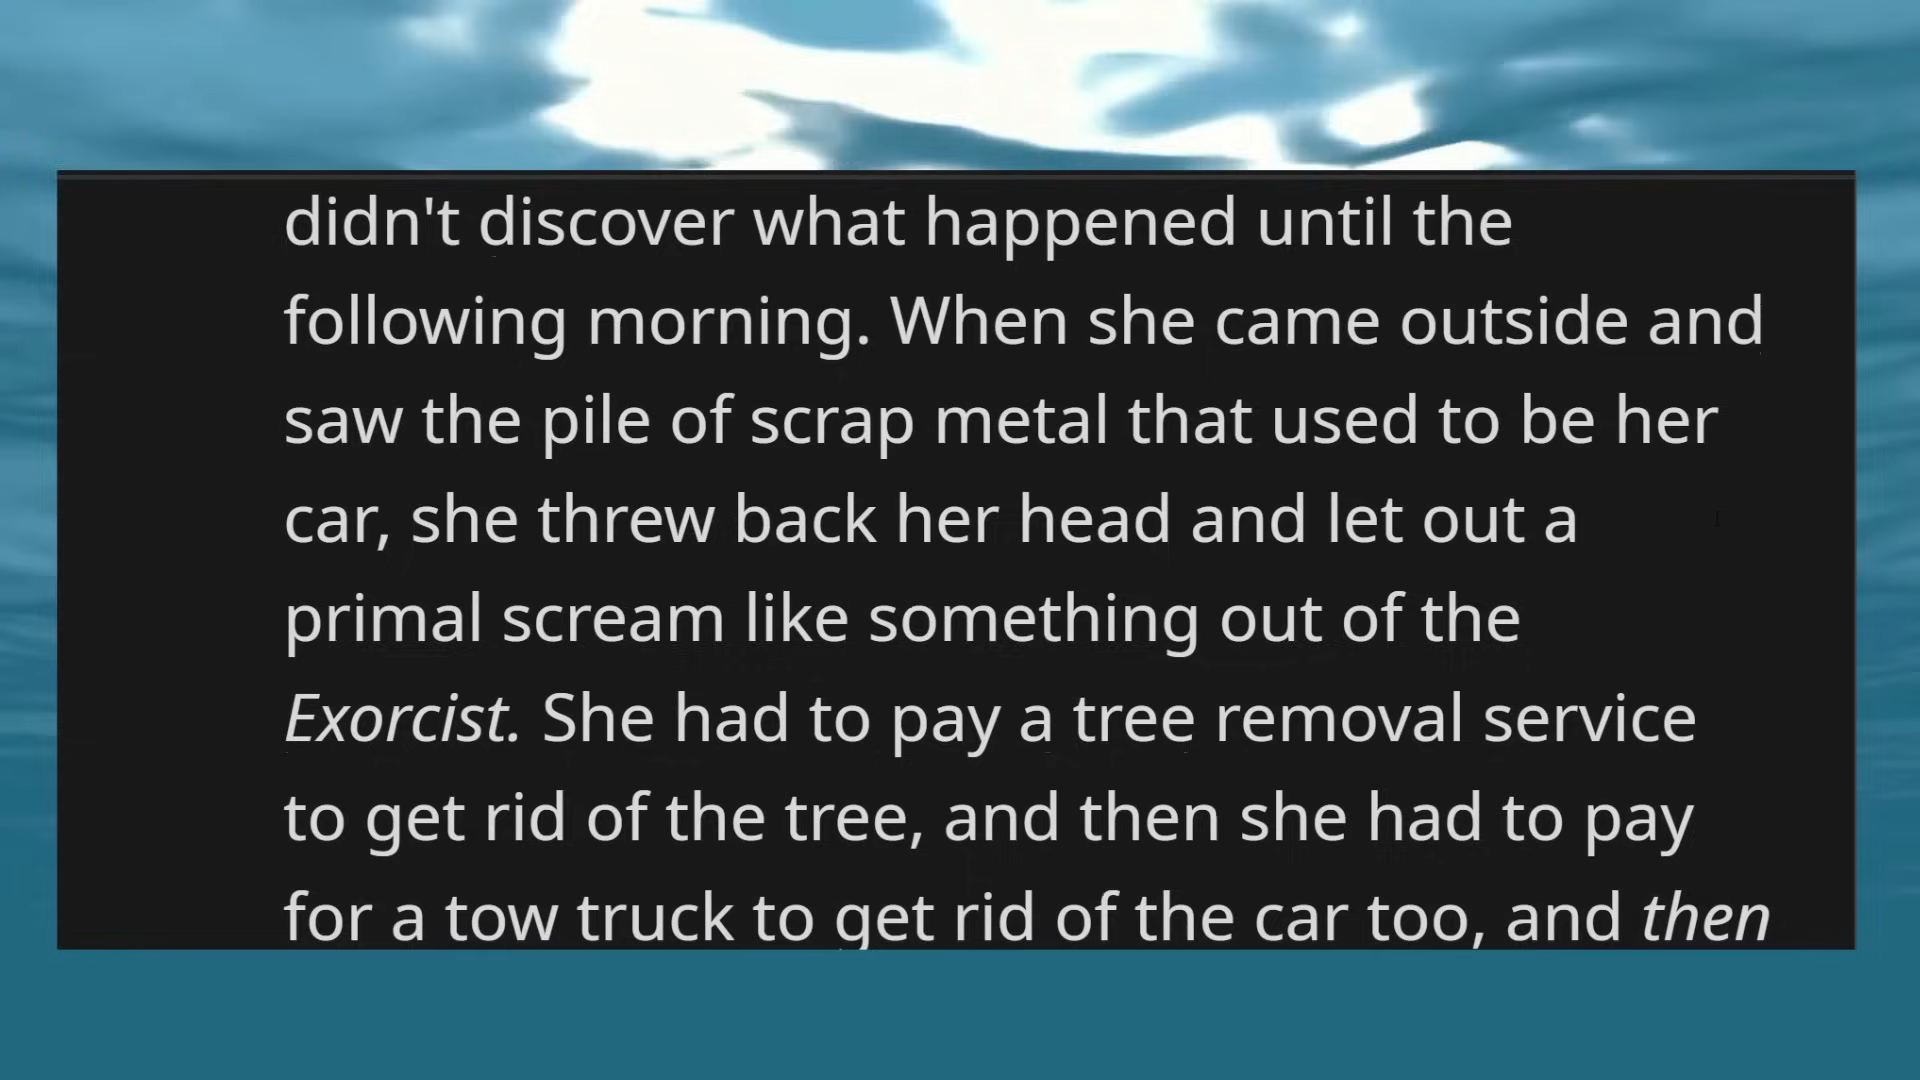 didn't discover what happened until the
following morning. When she came outside and
saw the pile of scrap metal that used to be her
car, she threw back her head and let out a
primal scream like something out of the
Exorcist. She had to pay a tree removal service
to get rid of the tree, and then she had to pay
for a tow truck to get rid of the car too, and then